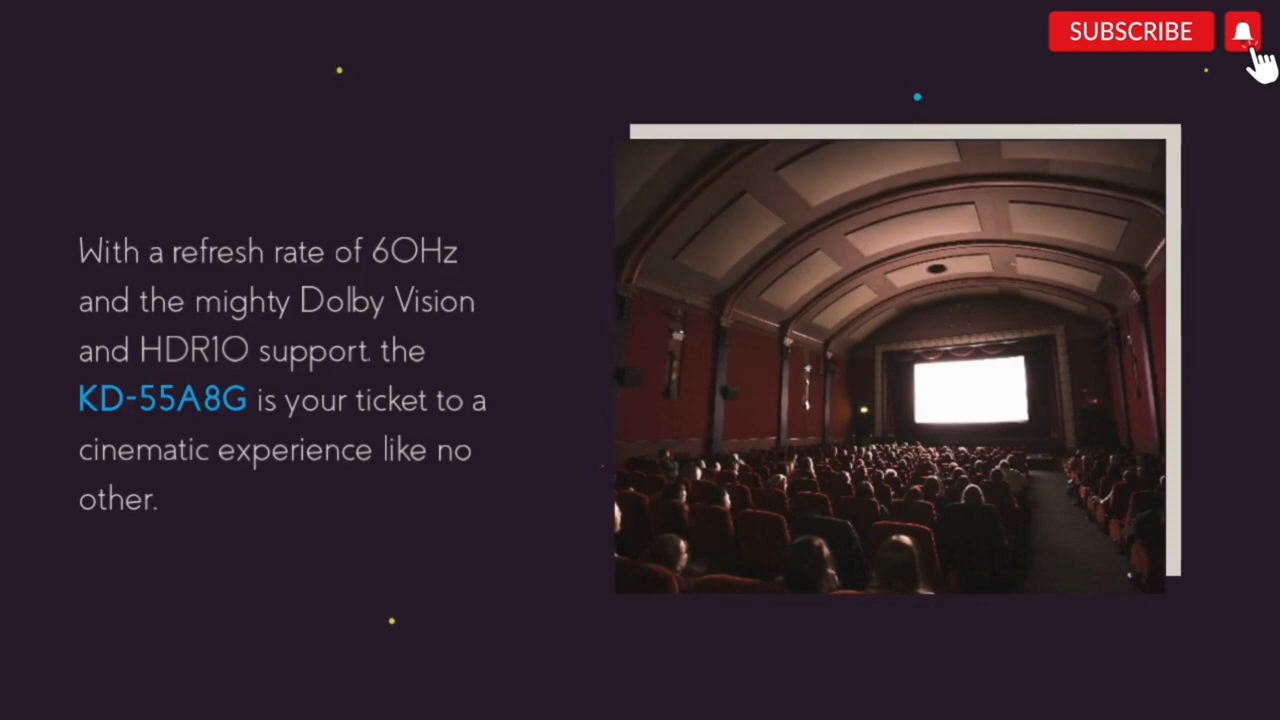 SUBSCRIBE
With a refresh rate of 60Hz
and the mighty Dolby Vision
and HDR10 support. the
KD-55A8G is your ticket to a
cinematic experience like no
other.